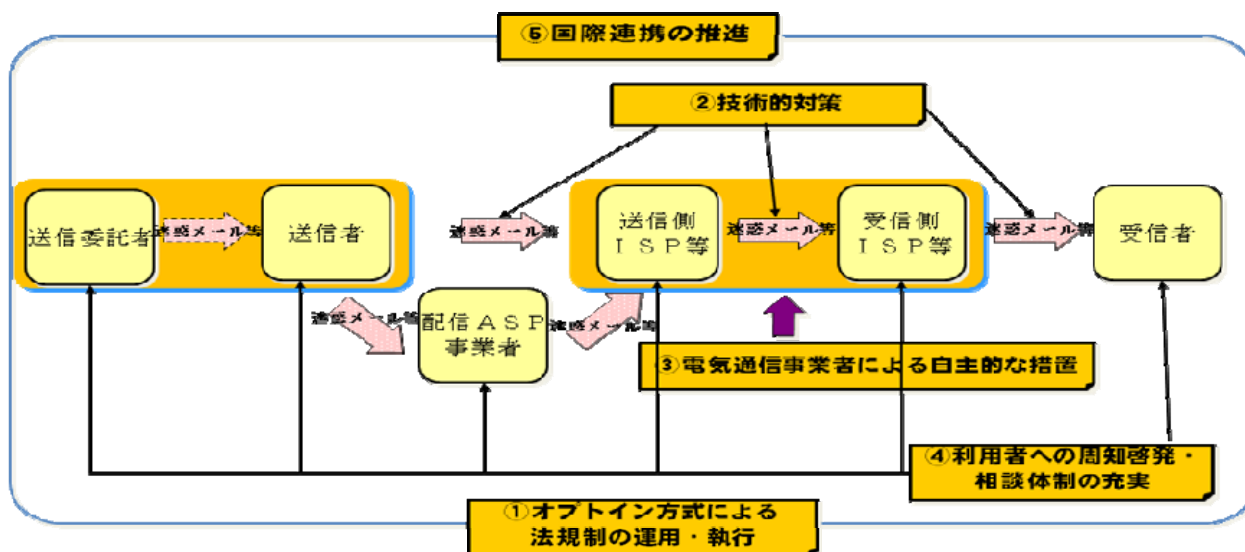 ⑤国際連携の推進
②技術的対策
送信委託者
迷惑メール等
送信者
迷惑メール等
送信側
ISP等
迷惑メール等
受信側
ISP等
迷惑メール等
受信者
迷惑メール等
配信ASP
事業者
迷惑メール等
③電気通信事業者による自主的な措置
④利用者への周知啓発・
相談体制の充実
①オプトイン方式による
法規制の運用・執行